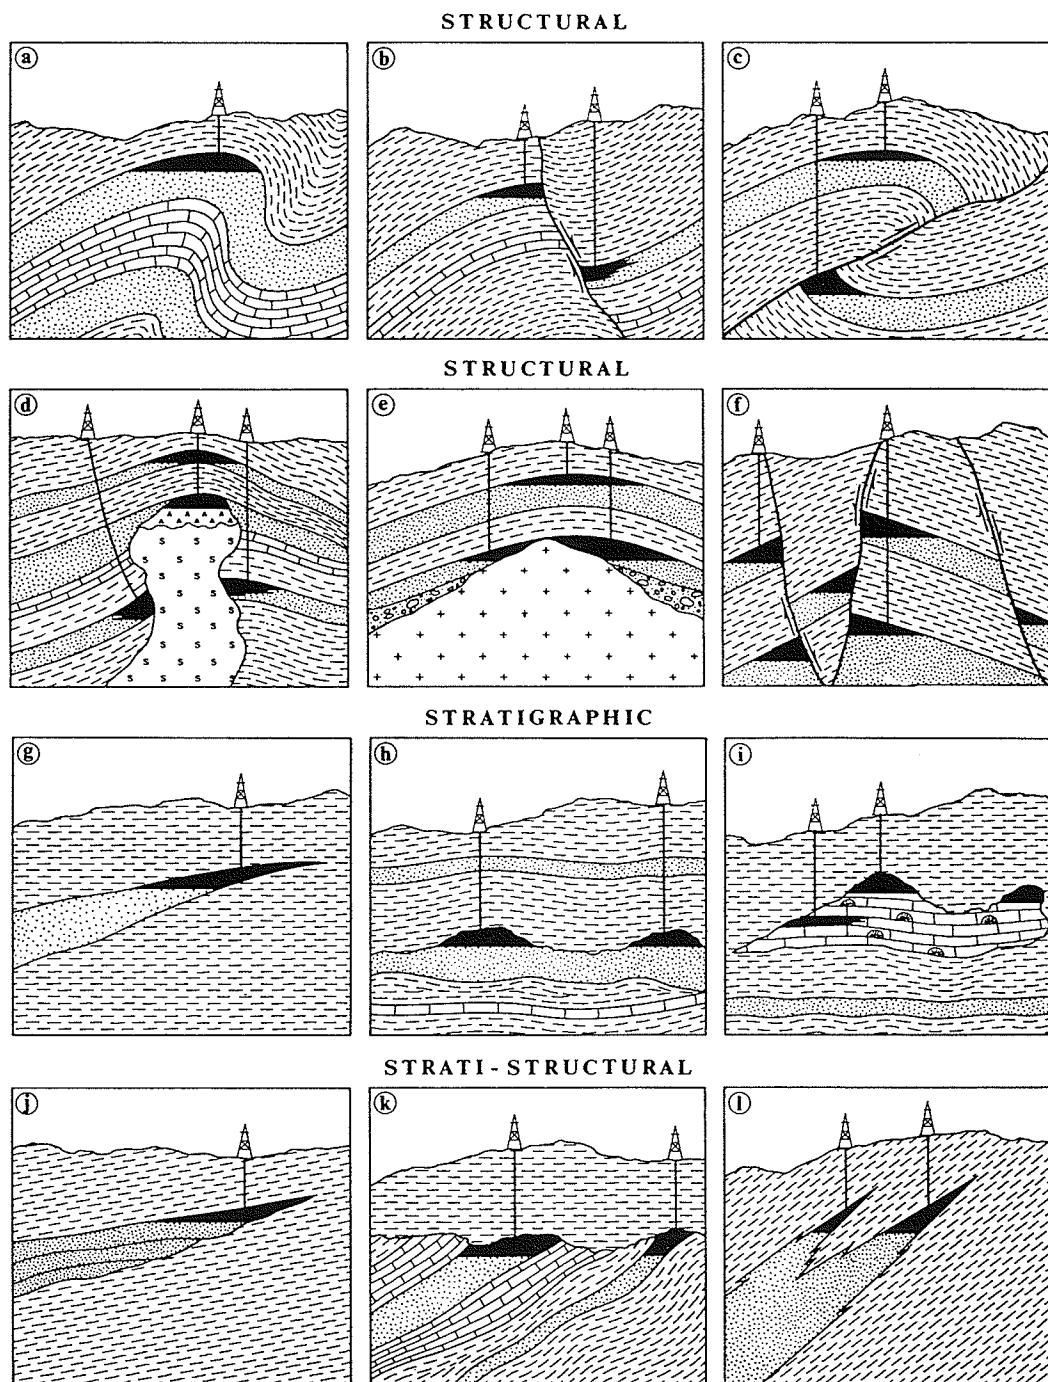 STRUCTURAL
a b c
STRUCTURAL
d e f
s s
s s s
s s
s s s
s s
s s s
s s
s s s
STRATIGRAPHIC
g h i
STRATI-STRUCTURAL
j k l